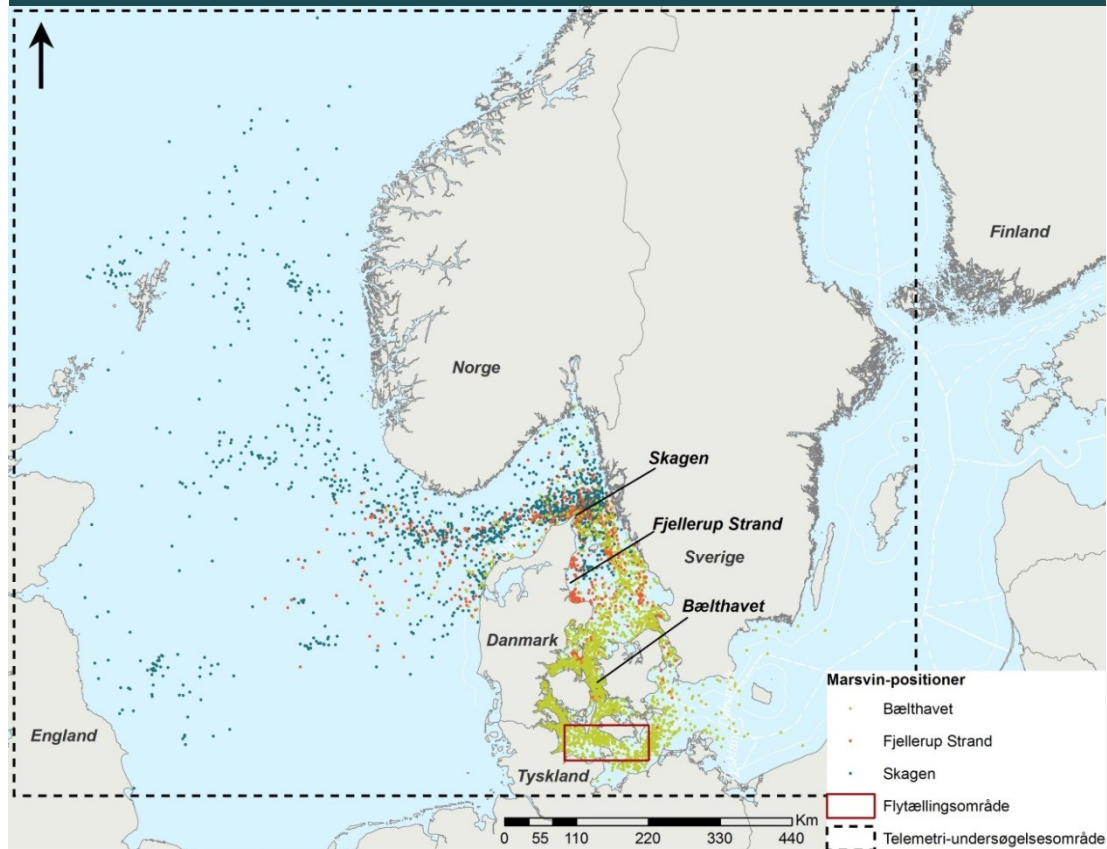 Finland
Norge
Skagen
Fjellerup Strand
Sverige
Bælthavet
Danmark
England
Tyskland
Marsvin-positioner
Bælthavet
Fjellerup Strand
Skagen
Flytællingsområde
Telemetri-undersøgelsesområde
Km
0 55 110 220 330 440